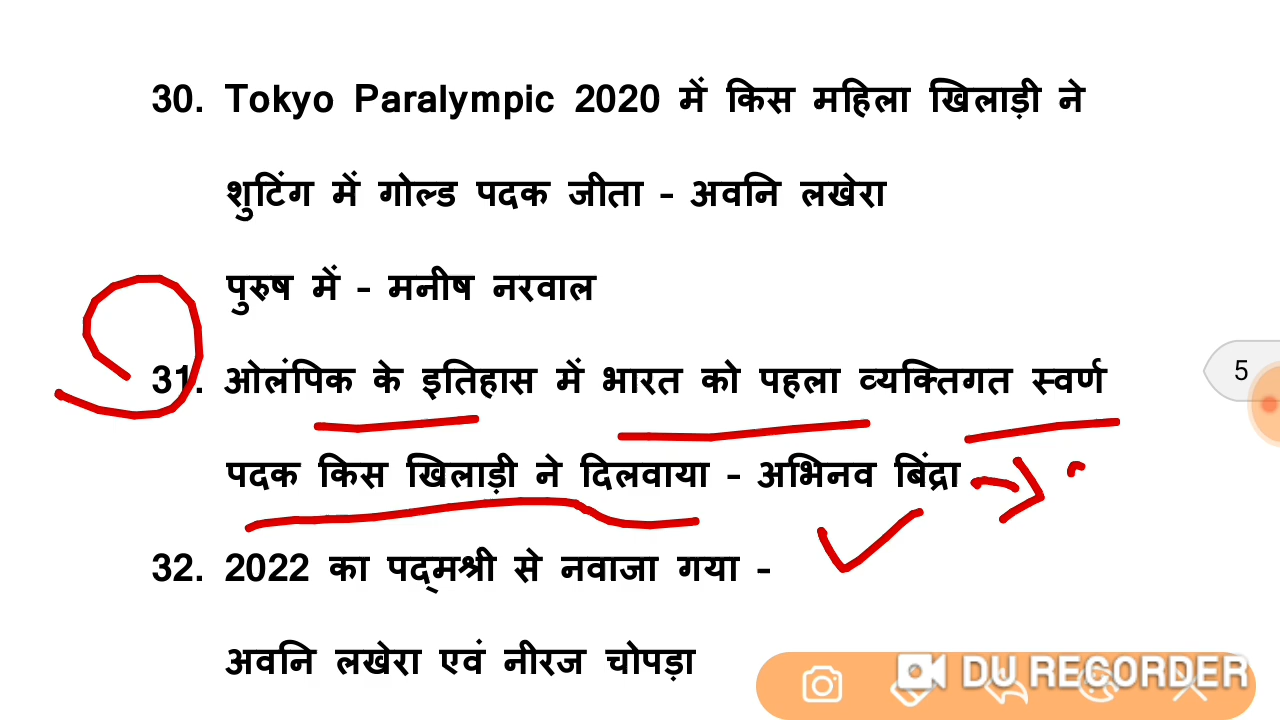 30. Tokyo Paralympic 2020 में किस महिला खिलाड़ी ने
शुटिंग में गोल्ड पदक जीता - अवनि लखेरा
पुरुष में - मनीष नरवाल
31. ओलंपिक के इतिहास में भारत को पहला व्यक्तिगत स्वर्ण
पदक किस खिलाड़ी ने दिलवाया - अभिनव बिंद्रा
32. 2022 का पद्‌मश्री से नवाजा गया -
अवनि लखेरा एवं नीरज चोपड़ा
5
DU RECORDER